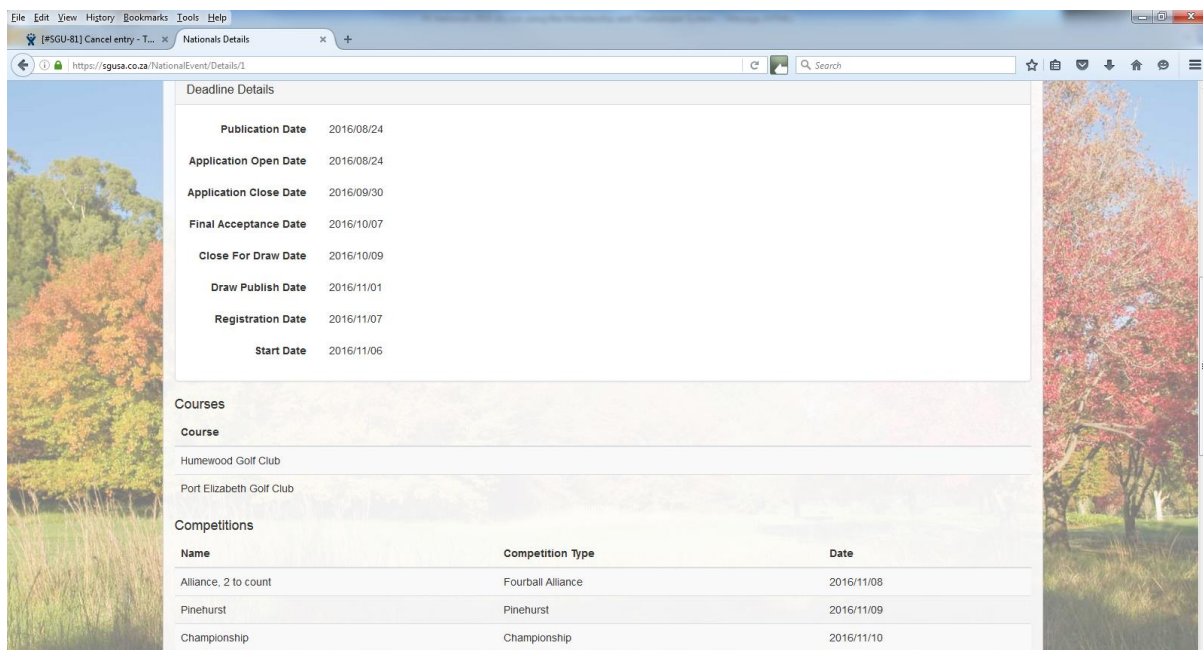 File Edit View History Bookmarks Tools Help
[#SGU-81] Cancel entry - T... × Nationals Details × +
https://sgusa.co.za/NationalEvent/Details/1 Search
Deadline Details
Publication Date 2016/08/24
Application Open Date 2016/08/24
Application Close Date 2016/09/30
Final Acceptance Date 2016/10/07
Close For Draw Date 2016/10/09
Draw Publish Date 2016/11/01
Registration Date 2016/11/07
Start Date 2016/11/06
Courses
Course
Humewood Golf Club
Port Elizabeth Golf Club
Competitions
Name Competition Type Date
Alliance, 2 to count Fourball Alliance 2016/11/08
Pinehurst Pinehurst 2016/11/09
Championship Championship 2016/11/10